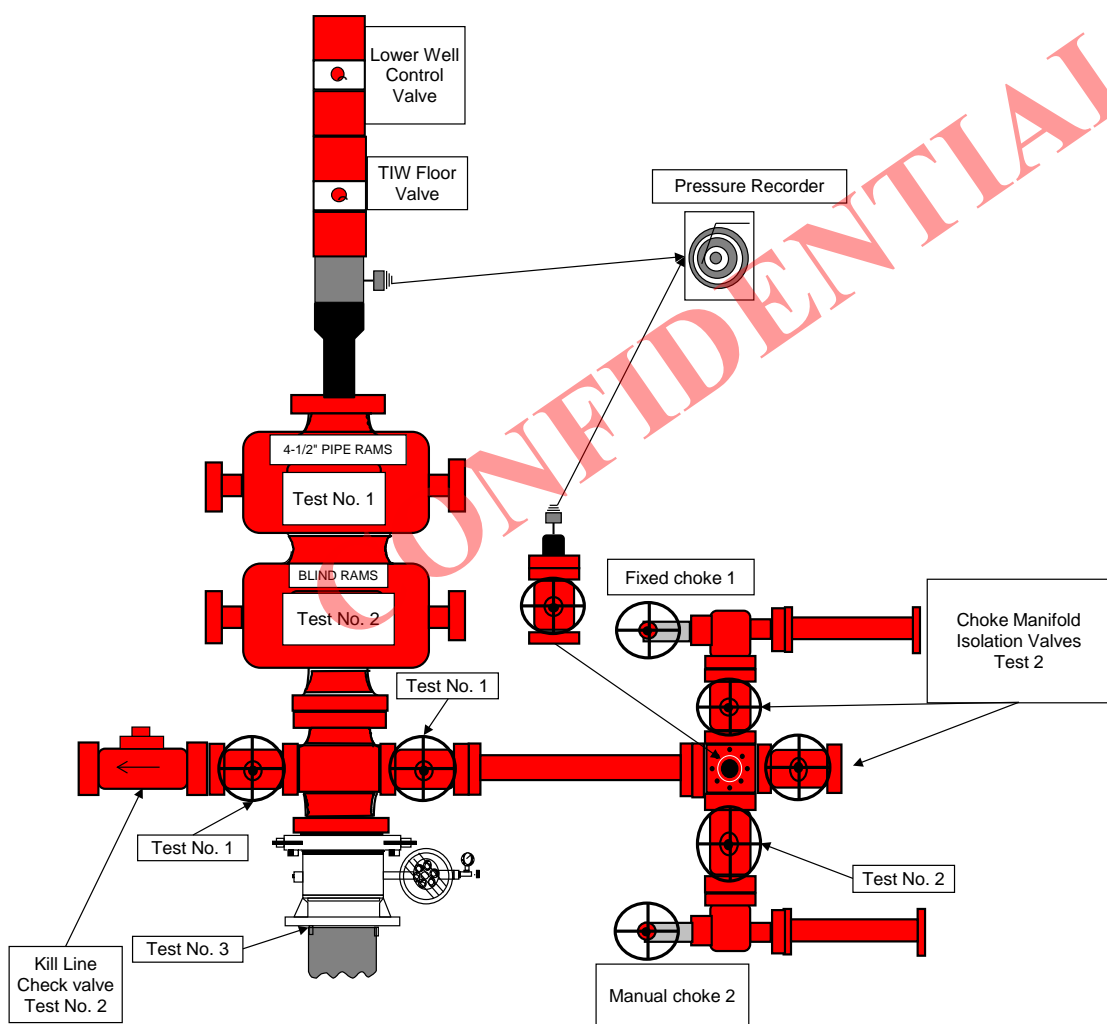 Lower Well
Control
Valve
TIW Floor
Valve
Pressure Recorder
CONFIDENTIAL
4-1/2" PIPE RAMS
Test No. 1
BLIND RAMS
Test No. 2
Fixed choke 1
Choke Manifold
Isolation Valves
Test 2
Test No. 1
Test No. 1
Test No. 2
Test No. 3
Kill Line
Check valve
Test No. 2
Manual choke 2